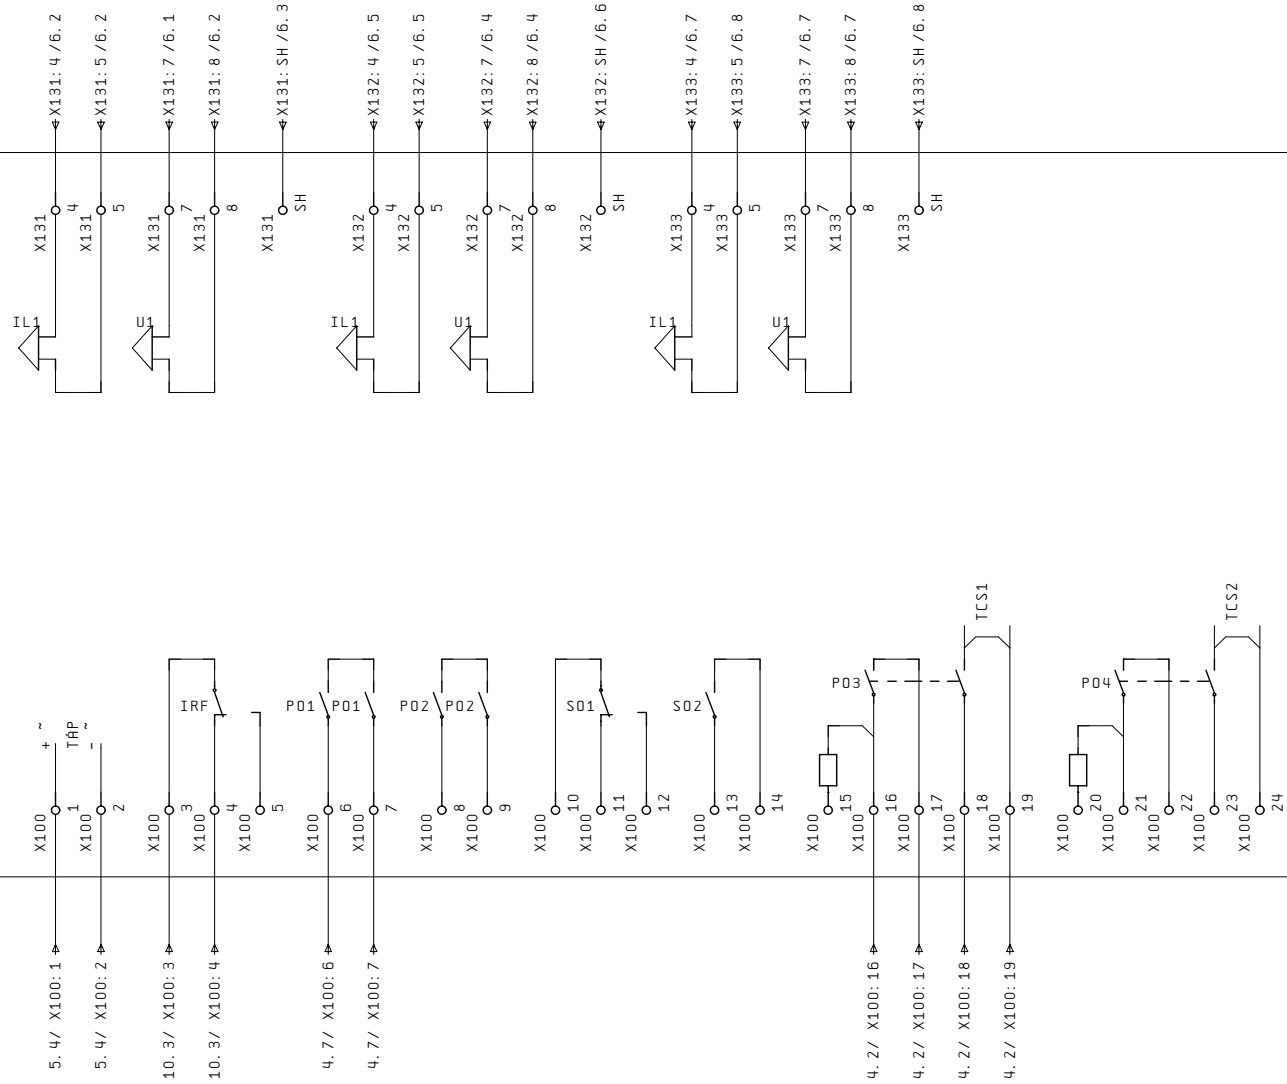 X131:4 /6.2
X131:5 /6.2
X131:7 /6.1
X131:8 /6.2
X131:SH /6.3
X132:4 /6.5
X132:5 /6.5
X132:7 /6.4
X132:8 /6.4
X132:SH /6.6
X133:4 /6.7
X133:5 /6.8
X133:7 /6.7
X133:8 /6.7
X133:SH /6.8
X131 4
X131 5
X131 7
X131 8
X131 SH
X132 4
X132 5
X132 7
X132 8
X132 SH
X133 4
X133 5
X133 7
X133 8
X133 SH
IL1
U1
IL1
U1
IL1
U1
TCS1
TCS2
+ ~
TÁP
- ~
IRF
PO1
PO1
PO2
PO2
SO1
SO2
PO3
PO4
X100 1
X100 2
X100 3
X100 4
X100 5
X100 6
X100 7
X100 8
X100 9
X100 10
X100 11
X100 12
X100 13
X100 14
X100 15
X100 16
X100 17
X100 18
X100 19
X100 20
X100 21
X100 22
X100 23
X100 24
5.4/ X100:1
5.4/ X100:2
10.3/ X100:3
10.3/ X100:4
4.7/ X100:6
4.7/ X100:7
4.2/ X100:16
4.2/ X100:17
4.2/ X100:18
4.2/ X100:19